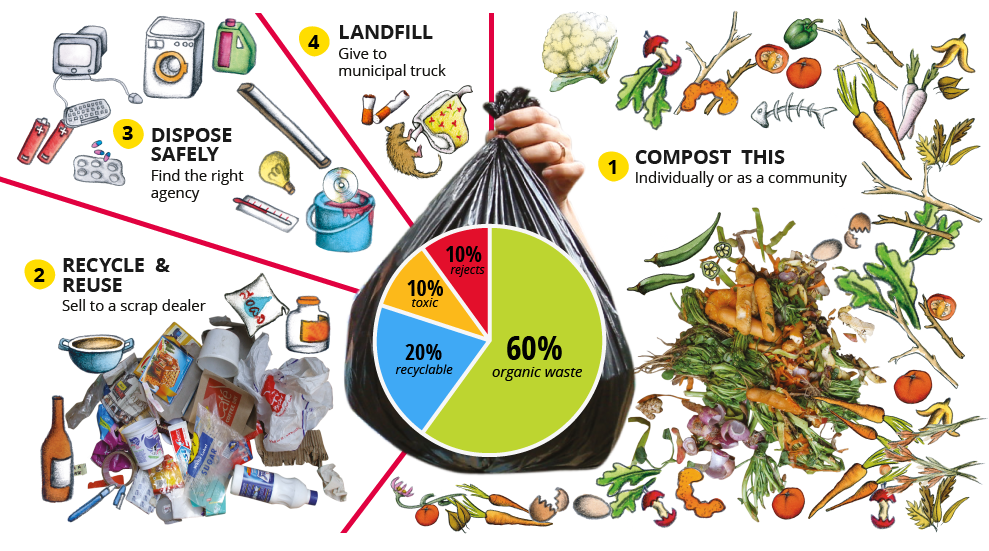 4
LANDFILL
Give to
municipal truck
3
DISPOSE
SAFELY
Find the right
agency
1
COMPOST THIS
Individually or as a community
2
RECYCLE &
REUSE
Sell to a scrap dealer
10%
rejects
10%
toxic
20%
recyclable
60%
organic waste
SUGAR